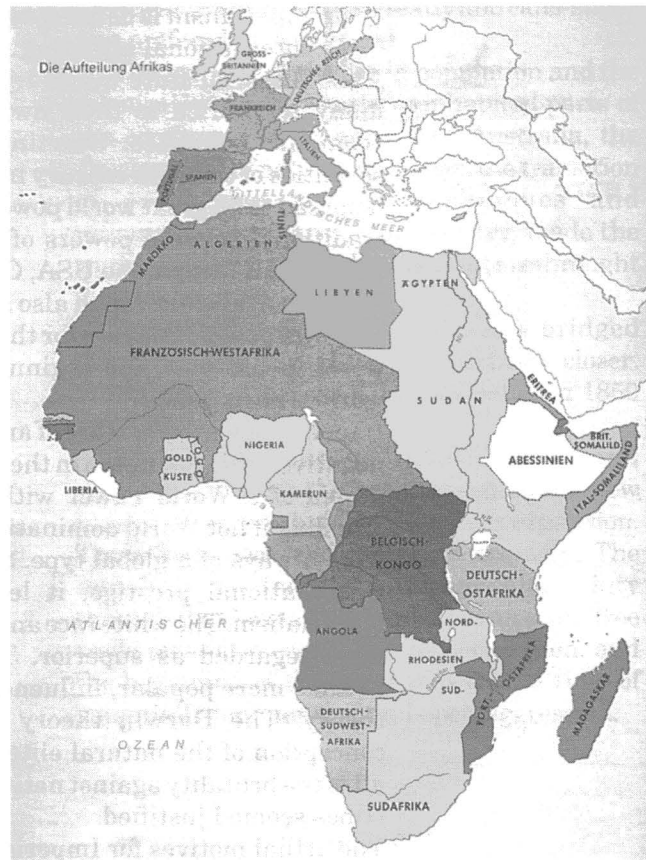 Die Aufteilung Afrikas
GROSS
BRITANNIEN
DEUTSCHES REICH
FRANKREICH
ITALIEN
PORTUGAL
SPANIEN
MITTELLÄNDISCHES MEER
TUNIS
MAROKKO
ALGERIEN
LIBYEN
ÄGYPTEN
FRANZÖSISCH-WESTAFRIKA
SUDAN
ERITREA
BRIT.
SOMALILD.
ABESSINIEN
ITAL-SOMALILAND
NIGERIA
GOLD
KÜSTE
TOGO
LIBERIA
KAMERUN
BELGISCH-
KONGO
DEUTSCH-
OSTAFRIKA
ATLANTISCHER
OZEAN
ANGOLA
NORD-
RHODESIEN
SÜD-
PORT.
OSTAFRIKA
MADAGASKAR
DEUTSCH
SÜDWEST-
AFRIKA
SÜDAFRIKA